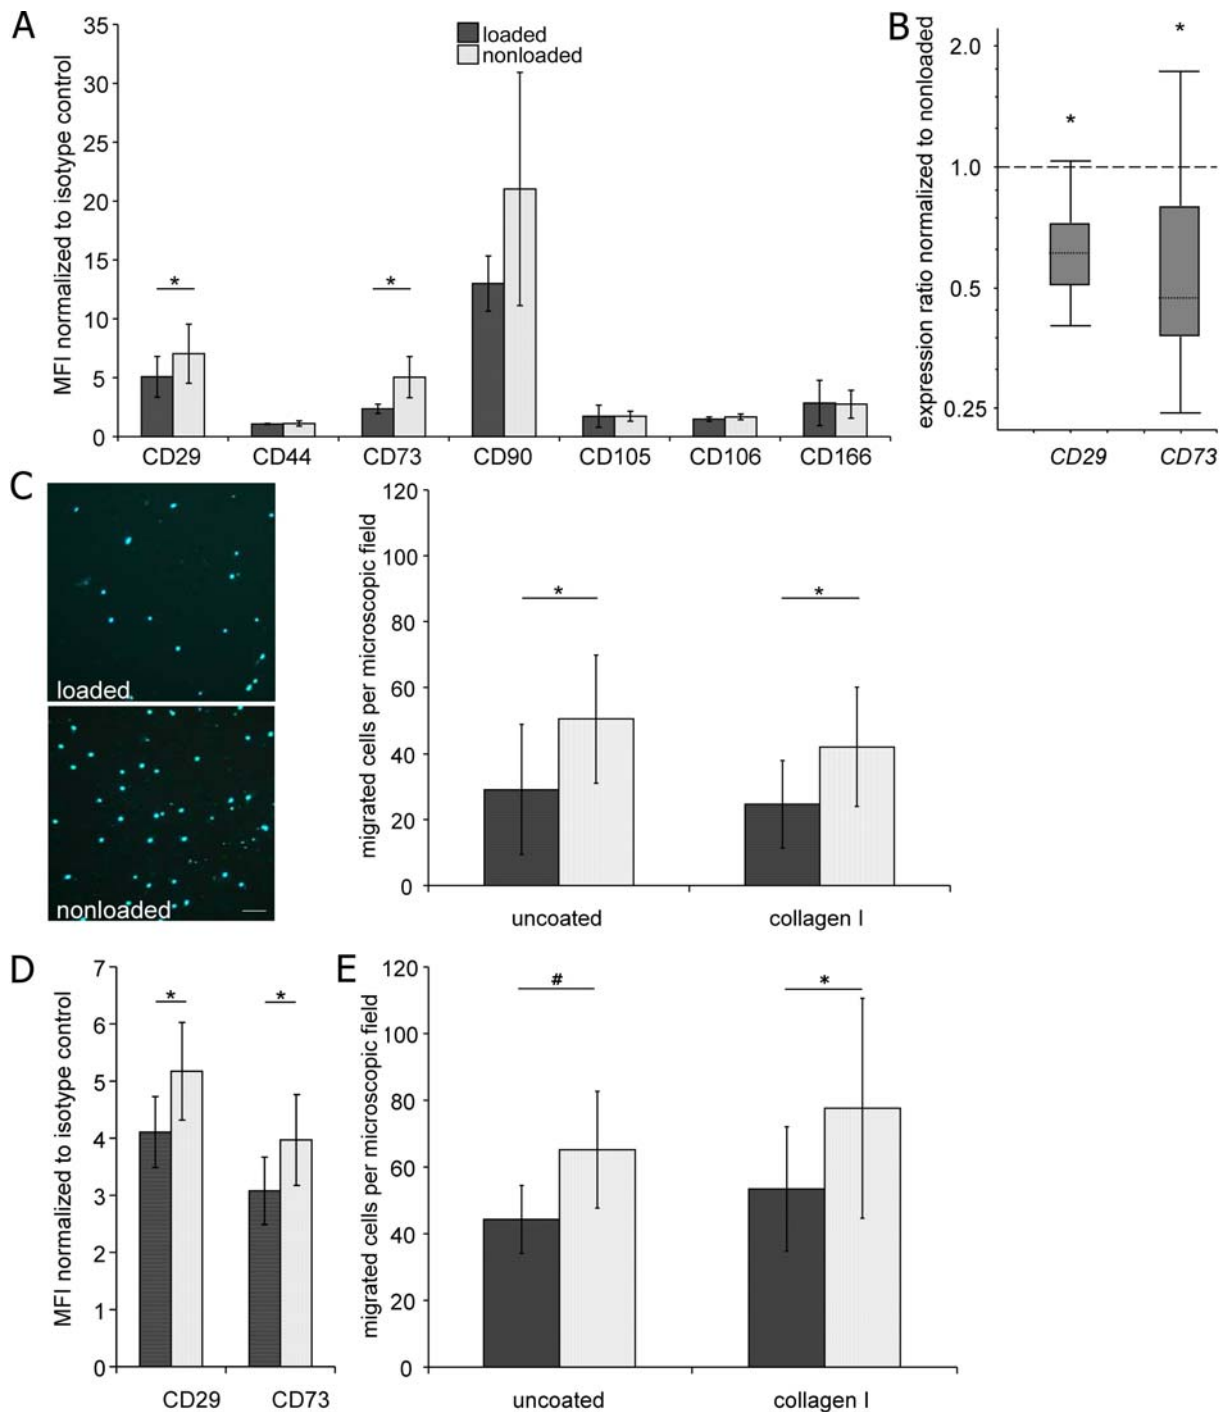 A
MFI normalized to isotype control
35
30
25
20
15
10
5
0
loaded
nonloaded
*
*
CD29 CD44 CD73 CD90 CD105 CD106 CD166
B
expression ratio normalized to nonloaded
2.0
1.0
0.5
0.25
*
*
CD29 CD73
C
loaded
nonloaded
migrated cells per microscopic field
120
100
80
60
40
20
0
*
*
uncoated collagen I
D
MFI normalized to isotype control
7
6
5
4
3
2
1
0
*
*
CD29 CD73
E
migrated cells per microscopic field
120
100
80
60
40
20
0
#
*
uncoated collagen I